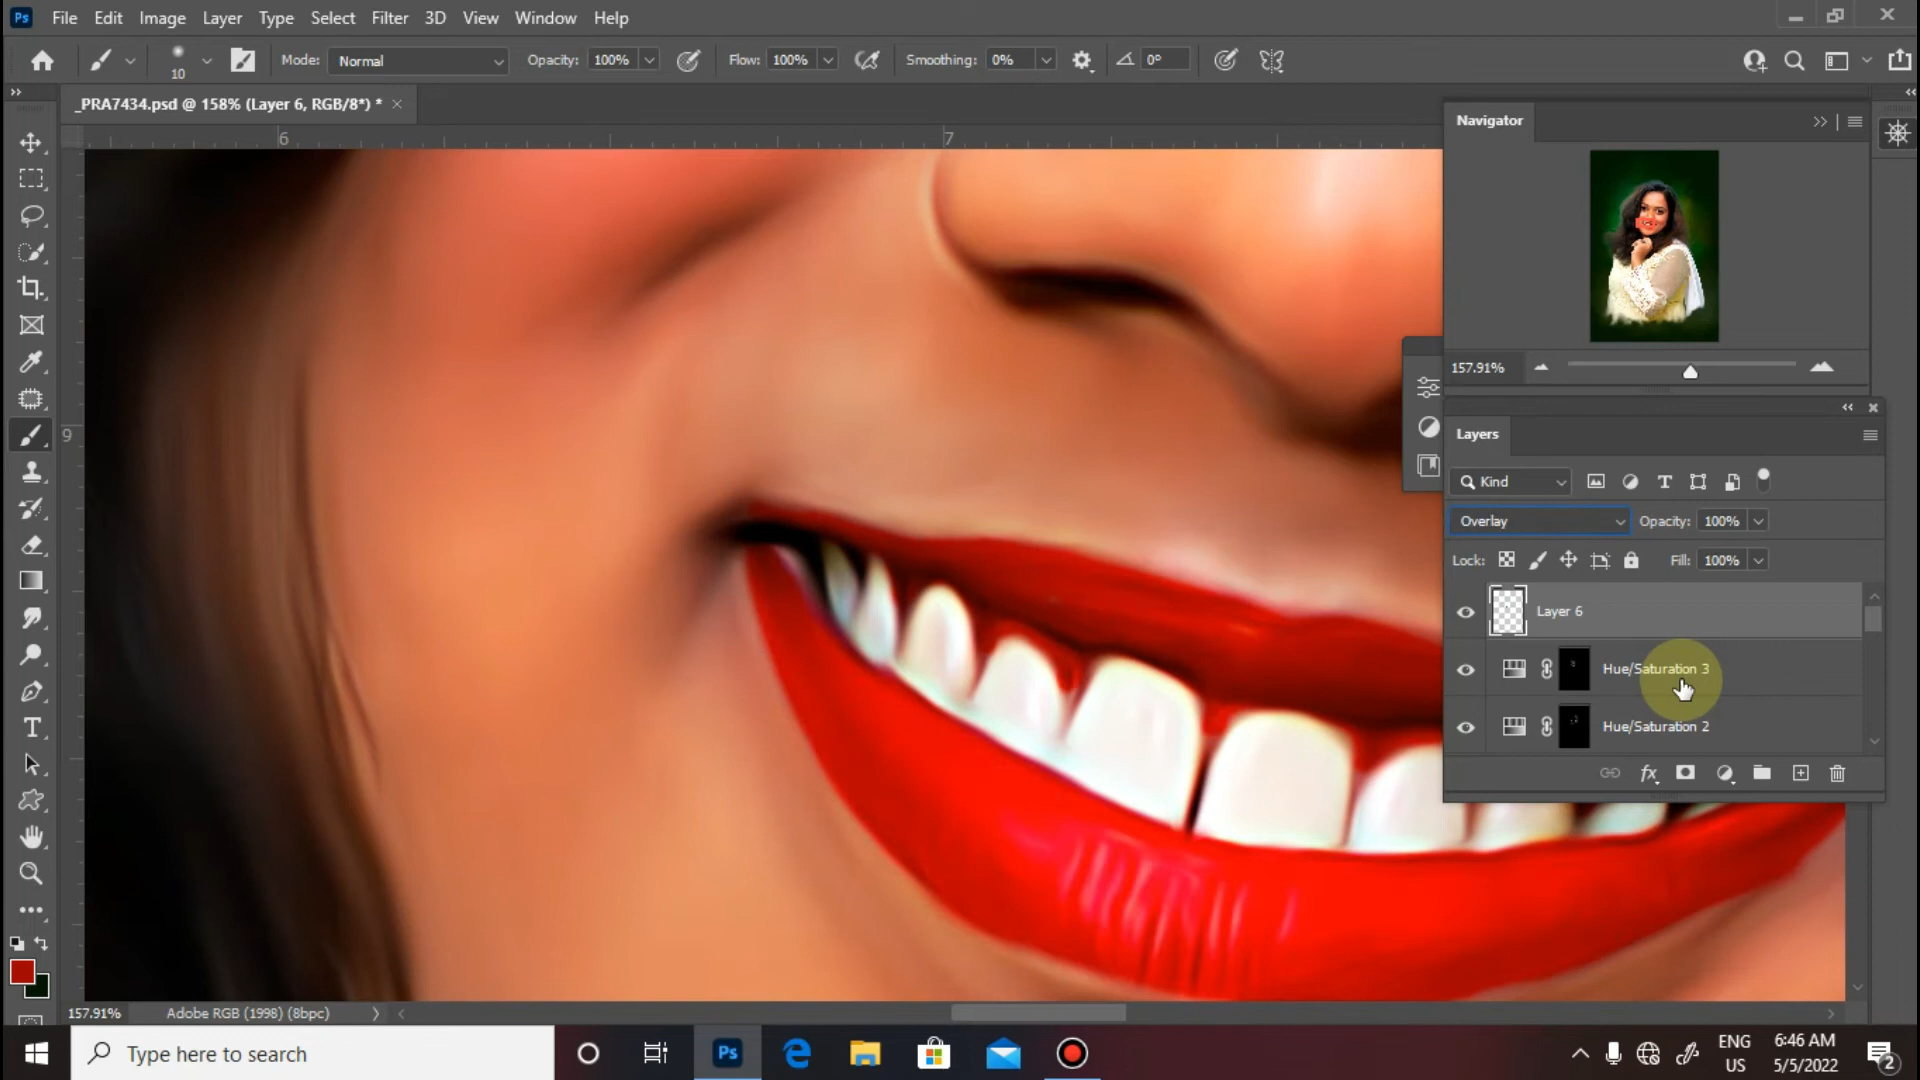 Ps File Edit Image Layer Type Select Filter 3D View Window Help
10 Mode: Normal Opacity: 100% Flow: 100% Smoothing: 0% 0°
_PRA7434.psd @ 158% (Layer 6, RGB/8*) *
6 7
9
Navigator
157.91%
Layers
Kind
Overlay Opacity: 100%
Lock: Fill: 100%
Layer 6
Hue/Saturation 3
Hue/Saturation 2
fx
157.91% Adobe RGB (1998) (8bpc)
Type here to search
Ps
ENG
US
6:46 AM
5/5/2022
2